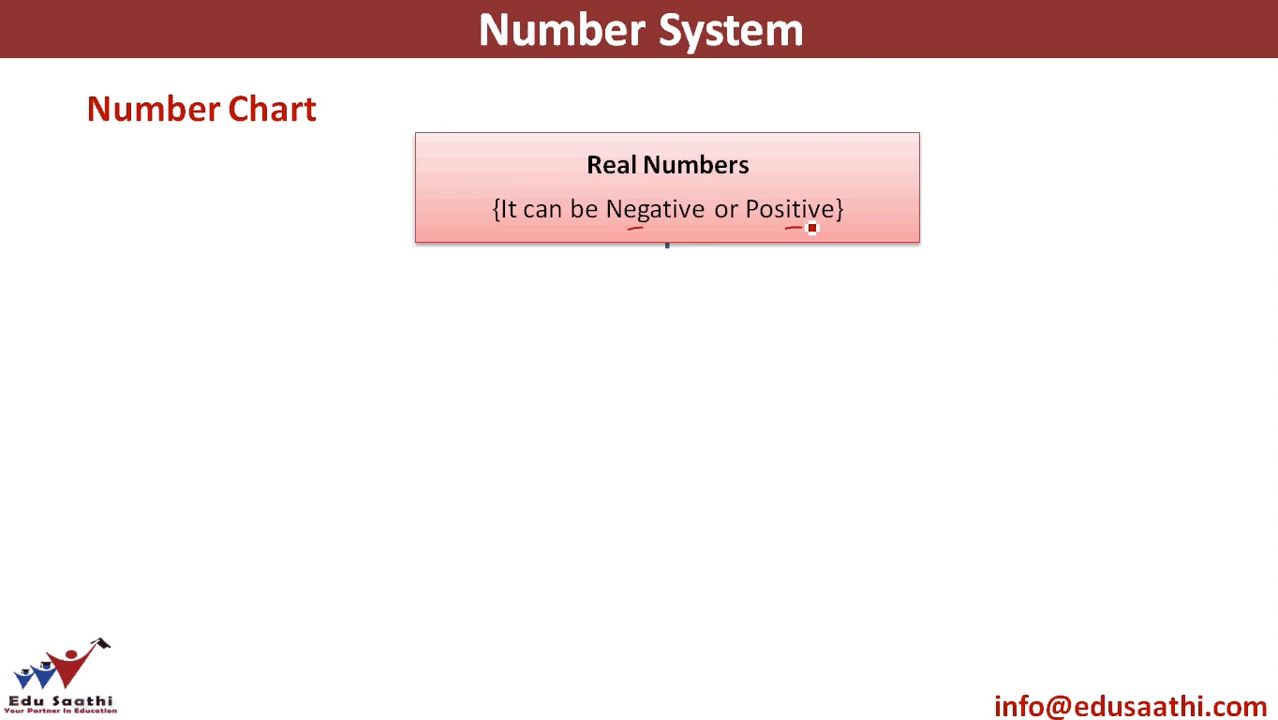 Number System
Number Chart
Real Numbers
{It can be Negative or Positive}
Edu Saathi
Your Partner In Education
info@edusaathi.com